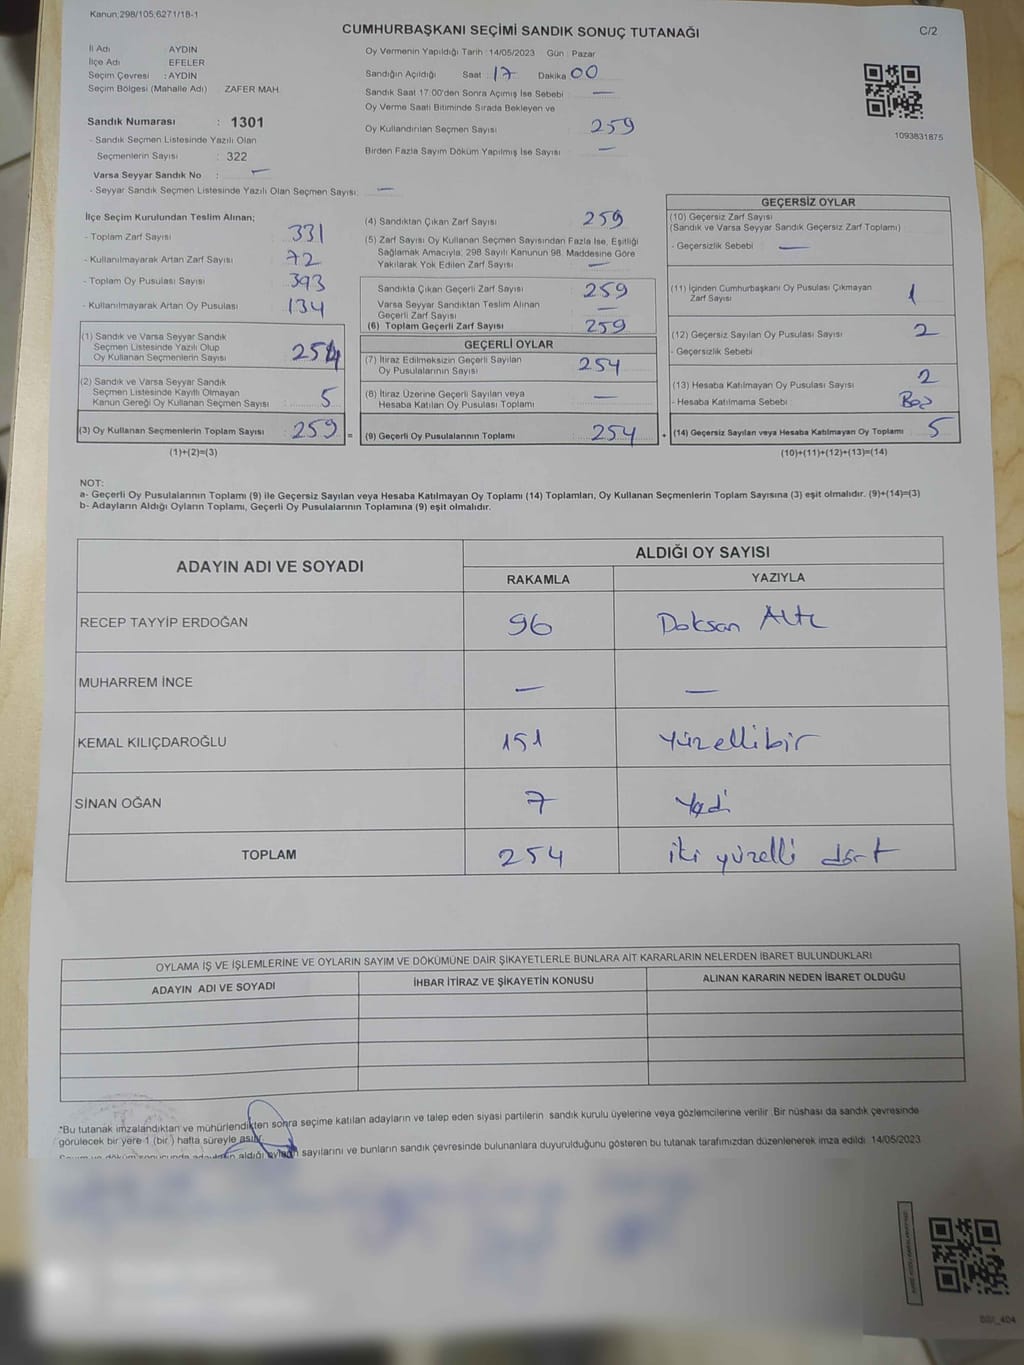 Kanun:298/105,6271/18-1
CUMHURBAŞKANI SEÇİMİ SANDIK SONUÇ TUTANAĞI
C/2
İl Adı : AYDIN
İlçe Adı : EFELER
Seçim Çevresi : AYDIN
Seçim Bölgesi (Mahalle Adı) : ZAFER MAH.
Sandık Numarası : 1301
- Sandık Seçmen Listesinde Yazılı Olan
Seçmenlerin Sayısı : 322
Varsa Seyyar Sandık No : —
- Seyyar Sandık Seçmen Listesinde Yazılı Olan Seçmen Sayısı: —
Oy Vermenin Yapıldığı Tarih : 14/05/2023 Gün : Pazar
Sandığın Açıldığı Saat : 17 Dakika 00
Sandık Saat 17:00'den Sonra Açımış İse Sebebi : —
Oy Verme Saati Bitiminde Sırada Bekleyen ve
Oy Kullandırılan Seçmen Sayısı : 259
Birden Fazla Sayım Döküm Yapılmış İse Sayısı : —
1093831875
İlçe Seçim Kurulundan Teslim Alınan;
- Toplam Zarf Sayısı : 331
- Kullanılmayarak Artan Zarf Sayısı : 72
- Toplam Oy Pusulası Sayısı : 393
- Kullanılmayarak Artan Oy Pusulası : 134
(1) Sandık ve Varsa Seyyar Sandık
Seçmen Listesinde Yazılı Olup
Oy Kullanan Seçmenlerin Sayısı : 254
(2) Sandık ve Varsa Seyyar Sandık
Seçmen Listesinde Kayıtlı Olmayan
Kanun Gereği Oy Kullanan Seçmen Sayısı : 5
(3) Oy Kullanan Seçmenlerin Toplam Sayısı : 259 =
(1)+(2)=(3)
(4) Sandıktan Çıkan Zarf Sayısı : 259
(5) Zarf Sayısı Oy Kullanan Seçmen Sayısından Fazla İse, Eşitliği
Sağlamak Amacıyla, 298 Sayılı Kanunun 98. Maddesine Göre
Yakılarak Yok Edilen Zarf Sayısı : —
Sandıkta Çıkan Geçerli Zarf Sayısı : 259
Varsa Seyyar Sandıktan Teslim Alınan
Geçerli Zarf Sayısı : —
(6) Toplam Geçerli Zarf Sayısı : 259
GEÇERLİ OYLAR
(7) İtiraz Edilmeksizin Geçerli Sayılan
Oy Pusulalarının Sayısı : 254
(8) İtiraz Üzerine Geçerli Sayılan veya
Hesaba Katılan Oy Pusulası Toplamı : —
(9) Geçerli Oy Pusulalarının Toplamı : 254 +
GEÇERSİZ OYLAR
(10) Geçersiz Zarf Sayısı
(Sandık ve Varsa Seyyar Sandık Geçersiz Zarf Toplamı)
- Geçersizlik Sebebi : —
(11) İçinden Cumhurbaşkanı Oy Pusulası Çıkmayan
Zarf Sayısı : 1
(12) Geçersiz Sayılan Oy Pusulası Sayısı : 2
- Geçersizlik Sebebi
(13) Hesaba Katılmayan Oy Pusulası Sayısı : 2
- Hesaba Katılmama Sebebi : Boş
(14) Geçersiz Sayılan veya Hesaba Katılmayan Oy Toplamı : 5
(10)+(11)+(12)+(13)=(14)
NOT:
a- Geçerli Oy Pusulalarının Toplamı (9) ile Geçersiz Sayılan veya Hesaba Katılmayan Oy Toplamı (14) Toplamları, Oy Kullanan Seçmenlerin Toplam Sayısına (3) eşit olmalıdır. (9)+(14)=(3)
b- Adayların Aldığı Oyların Toplamı, Geçerli Oy Pusulalarının Toplamına (9) eşit olmalıdır.
ADAYIN ADI VE SOYADI
ALDIĞI OY SAYISI
RAKAMLA YAZIYLA
RECEP TAYYİP ERDOĞAN 96 Doksan Altı
MUHARREM İNCE — —
KEMAL KILIÇDAROĞLU 151 Yüzellibir
SİNAN OĞAN 7 Yedi
TOPLAM 254 iki yüzelli dört
OYLAMA İŞ VE İŞLEMLERİNE VE OYLARIN SAYIM VE DÖKÜMÜNE DAİR ŞİKAYETLERLE BUNLARA AİT KARARLARIN NELERDEN İBARET BULUNDUKLARI
ADAYIN ADI VE SOYADI İHBAR İTİRAZ VE ŞİKAYETİN KONUSU ALINAN KARARIN NEDEN İBARET OLDUĞU
*Bu tutanak imzalandıktan ve mühürlendikten sonra seçime katılan adayların ve talep eden siyasi partilerin sandık kurulu üyelerine veya gözlemcilerine verilir. Bir nüshası da sandık çevresinde
görülecek bir yere 1 (bir) hafta süreyle asılır.
aldığı oyların sayılarını ve bunların sandık çevresinde bulunanlara duyurulduğunu gösteren bu tutanak tarafımızdan düzenlenerek imza edildi. 14/05/2023